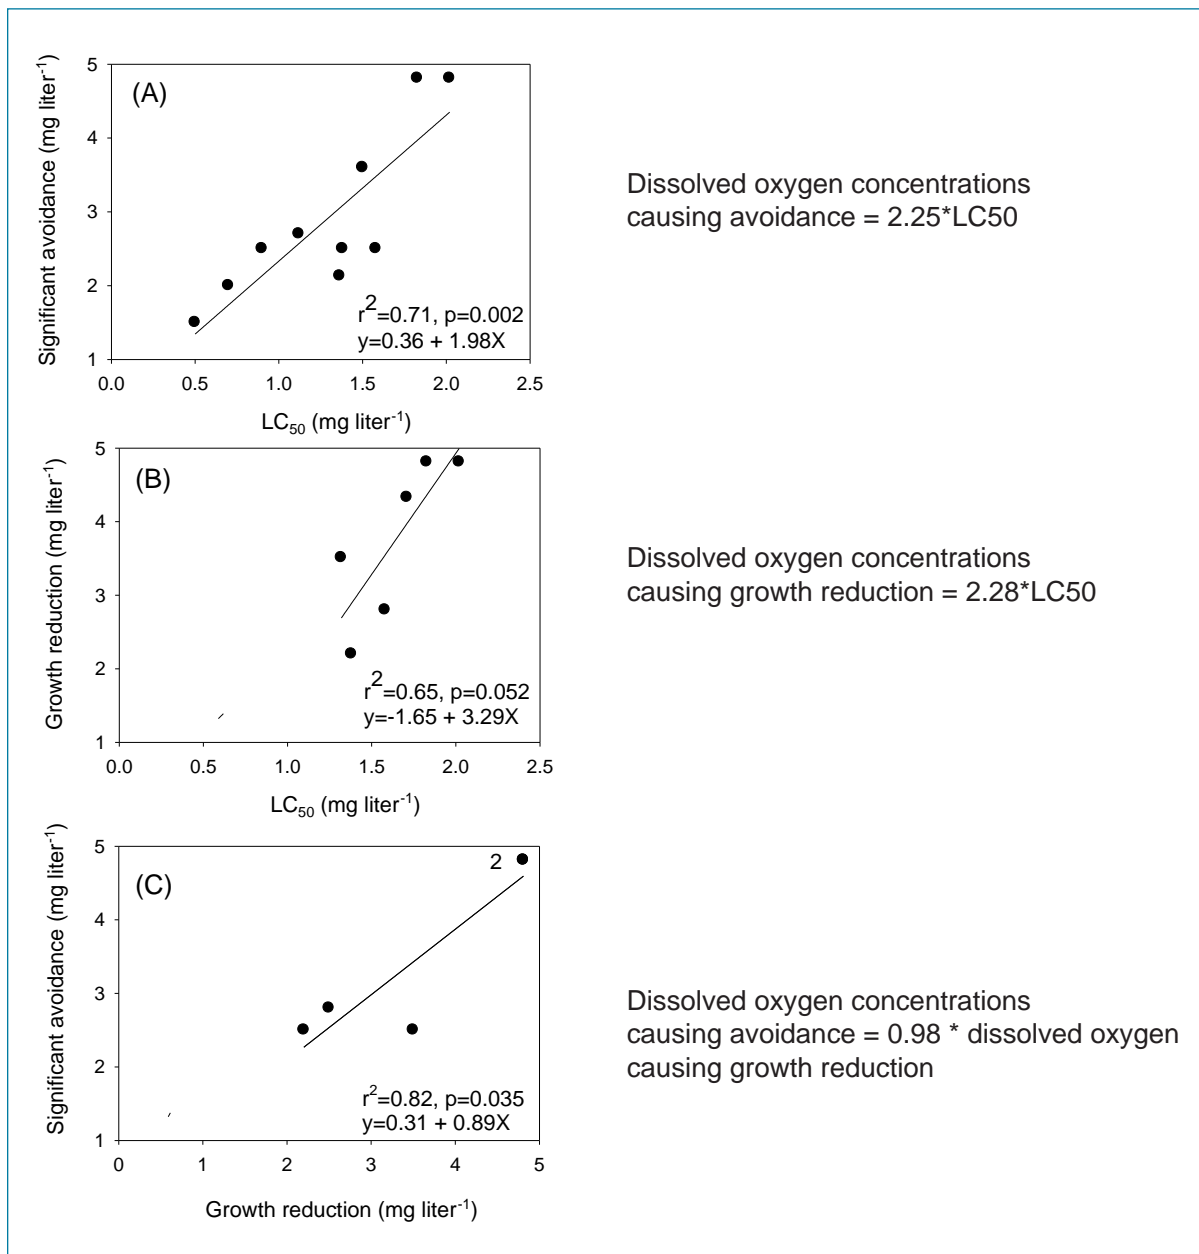 (A)
Significant avoidance (mg liter⁻¹)
5
4
3
2
1
r²=0.71, p=0.002
y=0.36 + 1.98X
0.0 0.5 1.0 1.5 2.0 2.5
LC₅₀ (mg liter⁻¹)
Dissolved oxygen concentrations
causing avoidance = 2.25*LC50
(B)
Growth reduction (mg liter⁻¹)
5
4
3
2
1
r²=0.65, p=0.052
y=-1.65 + 3.29X
0.0 0.5 1.0 1.5 2.0 2.5
LC₅₀ (mg liter⁻¹)
Dissolved oxygen concentrations
causing growth reduction = 2.28*LC50
(C)
Significant avoidance (mg liter⁻¹)
5
4
3
2
1
2
r²=0.82, p=0.035
y=0.31 + 0.89X
0 1 2 3 4 5
Growth reduction (mg liter⁻¹)
Dissolved oxygen concentrations
causing avoidance = 0.98 * dissolved oxygen
causing growth reduction